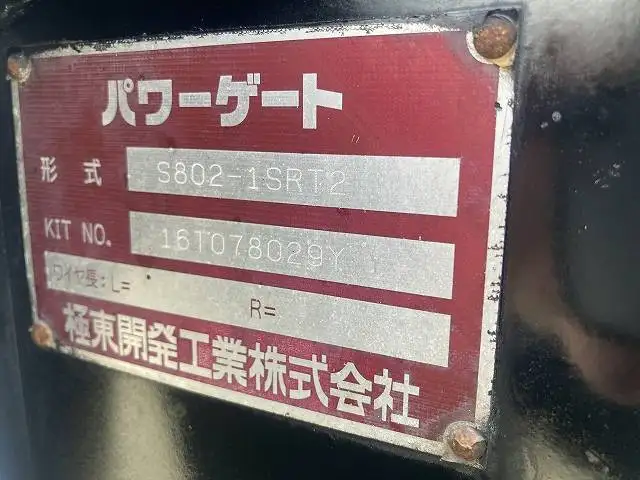 パワーゲート
形式 S802-1SRT2
KIT NO. 16T078029Y
ワイヤ長:L= R=
極東開発工業株式会社